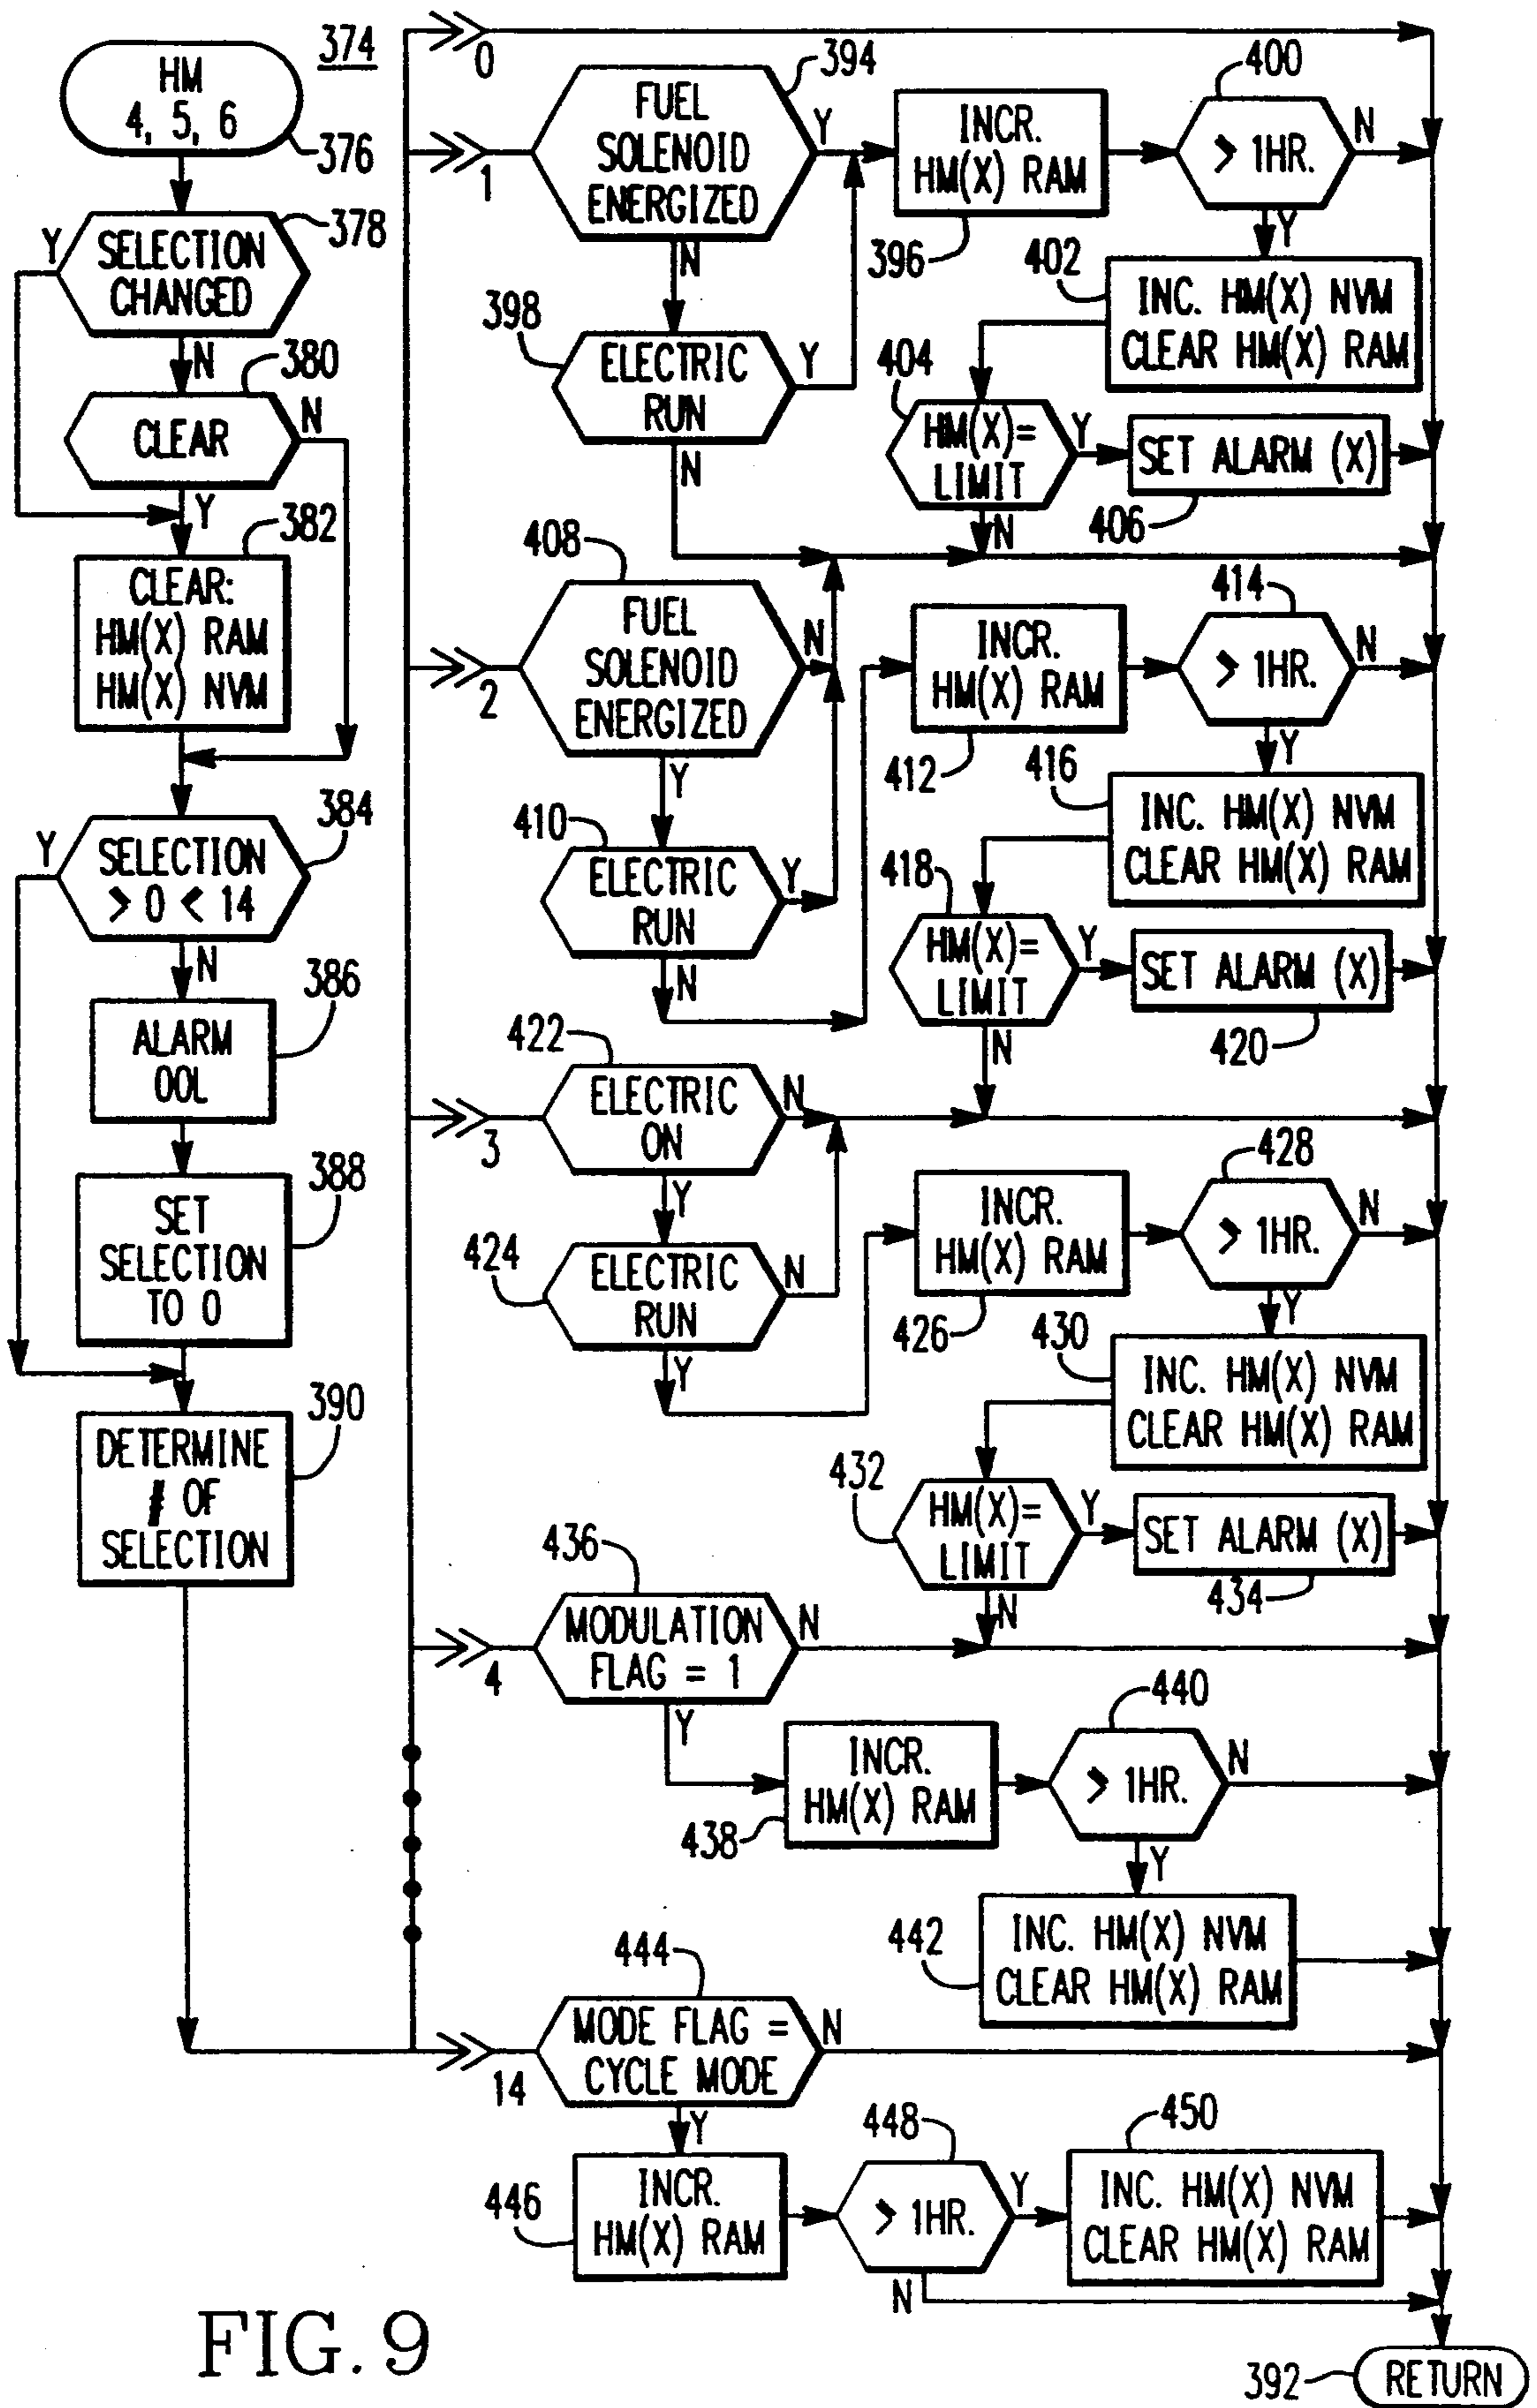 374
HM
4, 5, 6
376
SELECTION
CHANGED
378
Y
N
CLEAR
380
N
Y
CLEAR:
HM(X) RAM
HM(X) NVM
382
SELECTION
> 0 < 14
384
Y
N
ALARM
OOL
386
SET
SELECTION
TO 0
388
DETERMINE
# OF
SELECTION
390
0
1
FUEL
SOLENOID
ENERGIZED
394
Y
N
INCR.
HM(X) RAM
396
> 1HR.
400
N
Y
398
ELECTRIC
RUN
Y
N
402
INC. HM(X) NVM
CLEAR HM(X) RAM
404
HM(X)=
LIMIT
Y
N
SET ALARM (X)
406
2
408
FUEL
SOLENOID
ENERGIZED
N
Y
410
ELECTRIC
RUN
Y
N
INCR.
HM(X) RAM
412
414
> 1HR.
N
Y
416
INC. HM(X) NVM
CLEAR HM(X) RAM
418
HM(X)=
LIMIT
Y
N
SET ALARM (X)
420
3
422
ELECTRIC
ON
N
Y
424
ELECTRIC
RUN
N
Y
INCR.
HM(X) RAM
426
428
> 1HR.
N
Y
430
INC. HM(X) NVM
CLEAR HM(X) RAM
432
HM(X)=
LIMIT
Y
N
SET ALARM (X)
434
4
436
MODULATION
FLAG = 1
N
Y
INCR.
HM(X) RAM
438
440
> 1HR.
N
Y
442
INC. HM(X) NVM
CLEAR HM(X) RAM
14
444
MODE FLAG =
CYCLE MODE
N
Y
446
INCR.
HM(X) RAM
448
> 1HR.
Y
N
450
INC. HM(X) NVM
CLEAR HM(X) RAM
392
RETURN
FIG. 9